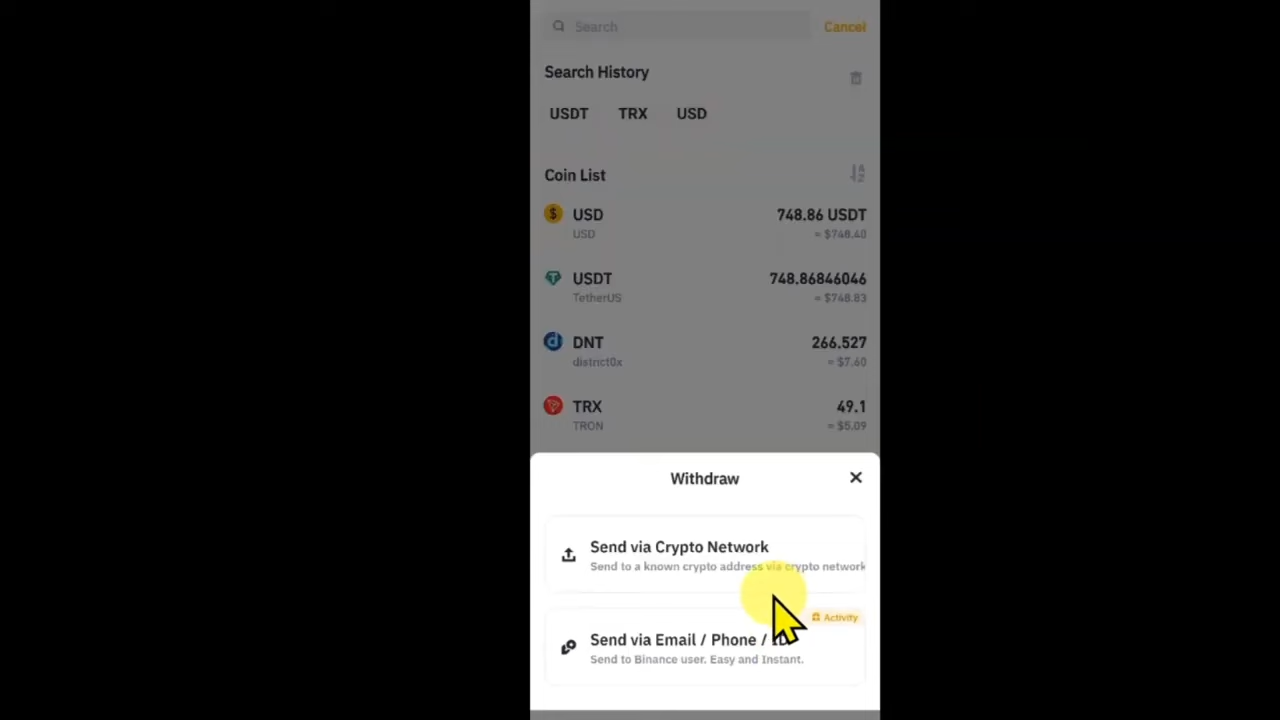 Search
Cancel
Search History
USDT TRX USD
Coin List
USD 748.86 USDT
USD ≈ $748.40
USDT 748.86846046
TetherUS ≈ $748.83
DNT 266.527
district0x ≈ $7.60
TRX 49.1
TRON ≈ $5.09
Withdraw
Send via Crypto Network
Send to a known crypto address via crypto network
Activity
Send via Email / Phone / ID
Send to Binance user. Easy and Instant.